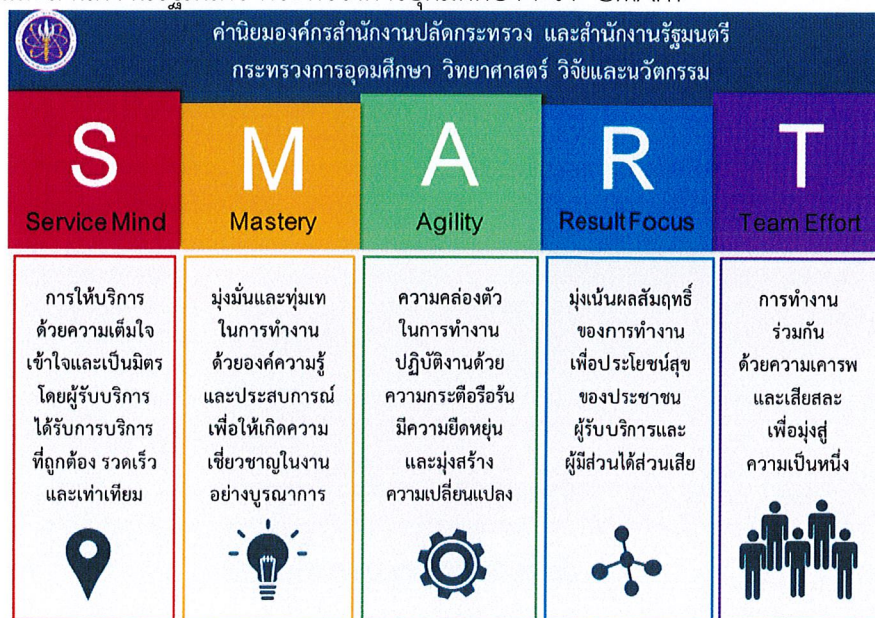 ค่านิยมองค์กรสำนักงานปลัดกระทรวง และสำนักงานรัฐมนตรี
กระทรวงการอุดมศึกษา วิทยาศาสตร์ วิจัยและนวัตกรรม
S
Service Mind
M
Mastery
A
Agility
R
Result Focus
T
Team Effort
การให้บริการ
ด้วยความเต็มใจ
เข้าใจและเป็นมิตร
โดยผู้รับบริการ
ได้รับการบริการ
ที่ถูกต้อง รวดเร็ว
และเท่าเทียม
มุ่งมั่นและทุ่มเท
ในการทำงาน
ด้วยองค์ความรู้
และประสบการณ์
เพื่อให้เกิดความ
เชี่ยวชาญในงาน
อย่างบูรณาการ
ความคล่องตัว
ในการทำงาน
ปฏิบัติงานด้วย
ความกระตือรือร้น
มีความยืดหยุ่น
และมุ่งสร้าง
ความเปลี่ยนแปลง
มุ่งเน้นผลสัมฤทธิ์
ของการทำงาน
เพื่อประโยชน์สุข
ของประชาชน
ผู้รับบริการและ
ผู้มีส่วนได้ส่วนเสีย
การทำงาน
ร่วมกัน
ด้วยความเคารพ
และเสียสละ
เพื่อมุ่งสู่
ความเป็นหนึ่ง